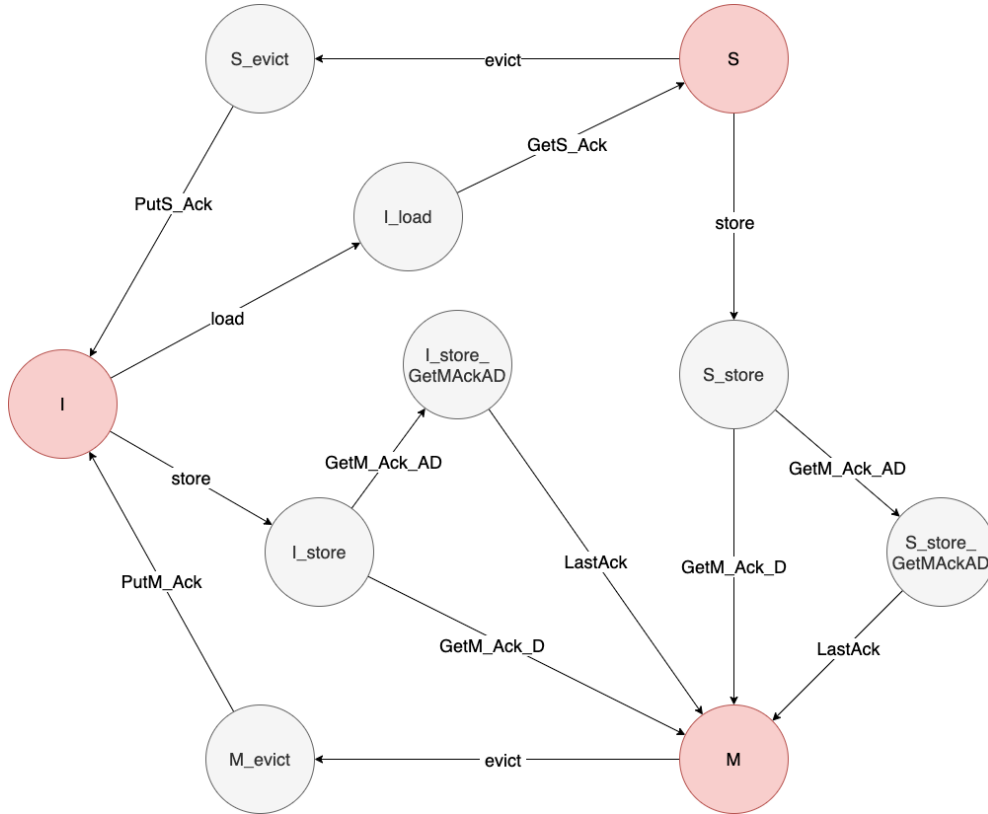 S_evict
evict
S
GetS_Ack
PutS_Ack
I_load
store
load
I_store_
GetMAckAD
S_store
I
GetM_Ack_AD
GetM_Ack_AD
store
I_store
S_store_
GetMAckAD
LastAck
GetM_Ack_D
PutM_Ack
GetM_Ack_D
LastAck
M_evict
evict
M